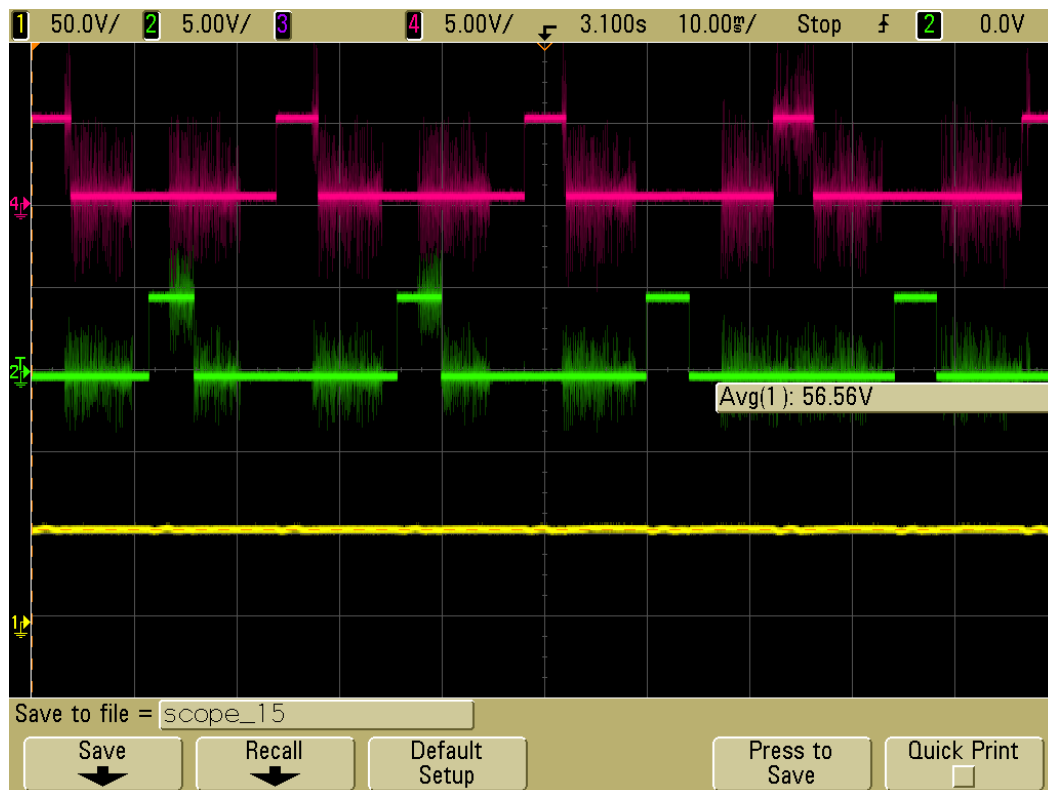 1 50.0V/ 2 5.00V/ 3 4 5.00V/ 3.100s 10.00ms/ Stop 2 0.0V
4
T
2
Avg(1): 56.56V
1
Save to file = scope_15
Save Recall Default Setup Press to Save Quick Print